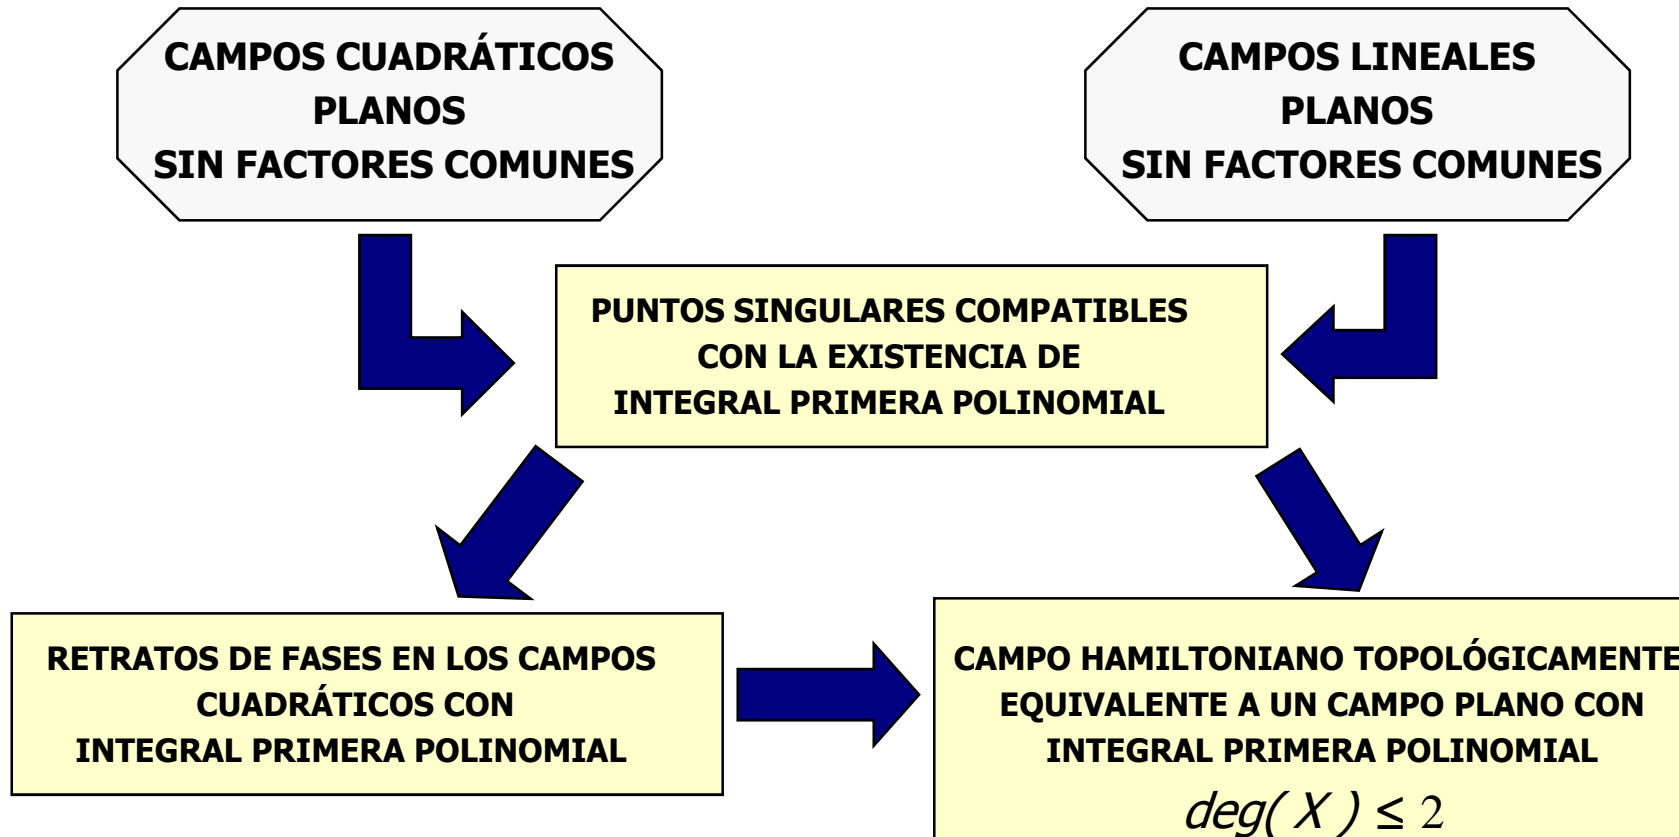 CAMPOS CUADRÁTICOS
PLANOS
SIN FACTORES COMUNES
CAMPOS LINEALES
PLANOS
SIN FACTORES COMUNES
PUNTOS SINGULARES COMPATIBLES
CON LA EXISTENCIA DE
INTEGRAL PRIMERA POLINOMIAL
RETRATOS DE FASES EN LOS CAMPOS
CUADRÁTICOS CON
INTEGRAL PRIMERA POLINOMIAL
CAMPO HAMILTONIANO TOPOLÓGICAMENTE
EQUIVALENTE A UN CAMPO PLANO CON
INTEGRAL PRIMERA POLINOMIAL
deg( X ) ≤ 2